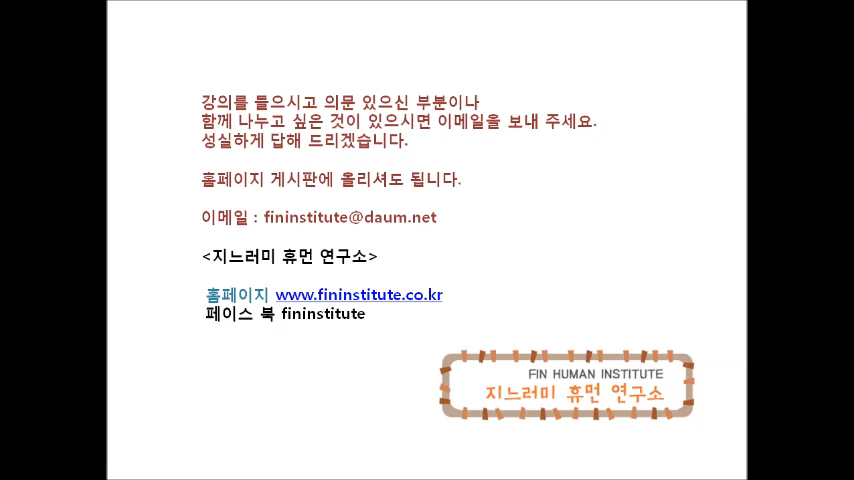 강의를 들으시고 의문 있으신 부분이나
함께 나누고 싶은 것이 있으시면 이메일을 보내 주세요.
성실하게 답해 드리겠습니다.
홈페이지 게시판에 올리셔도 됩니다.
이메일 : fininstitute@daum.net
<지느러미 휴먼 연구소>
홈페이지 www.fininstitute.co.kr
페이스 북 fininstitute
FIN HUMAN INSTITUTE
지느러미 휴먼 연구소